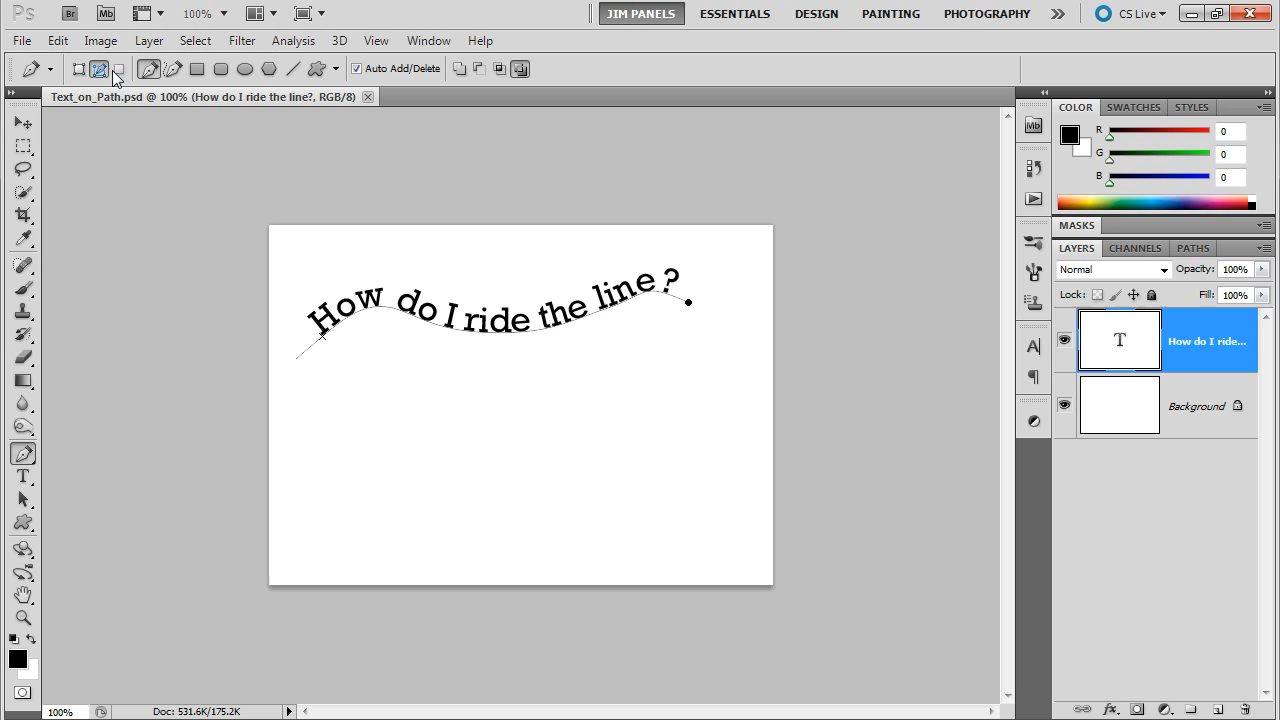 Ps Br Mb 100% JIM PANELS ESSENTIALS DESIGN PAINTING PHOTOGRAPHY CS Live
File Edit Image Layer Select Filter Analysis 3D View Window Help
Auto Add/Delete
Text_on_Path.psd @ 100% (How do I ride the line?, RGB/8)
How do I ride the line?
Mb
COLOR SWATCHES STYLES
R 0
G 0
B 0
MASKS
LAYERS CHANNELS PATHS
Normal Opacity: 100%
Lock: Fill: 100%
T How do I ride...
Background
100% Doc: 531.6K/175.2K